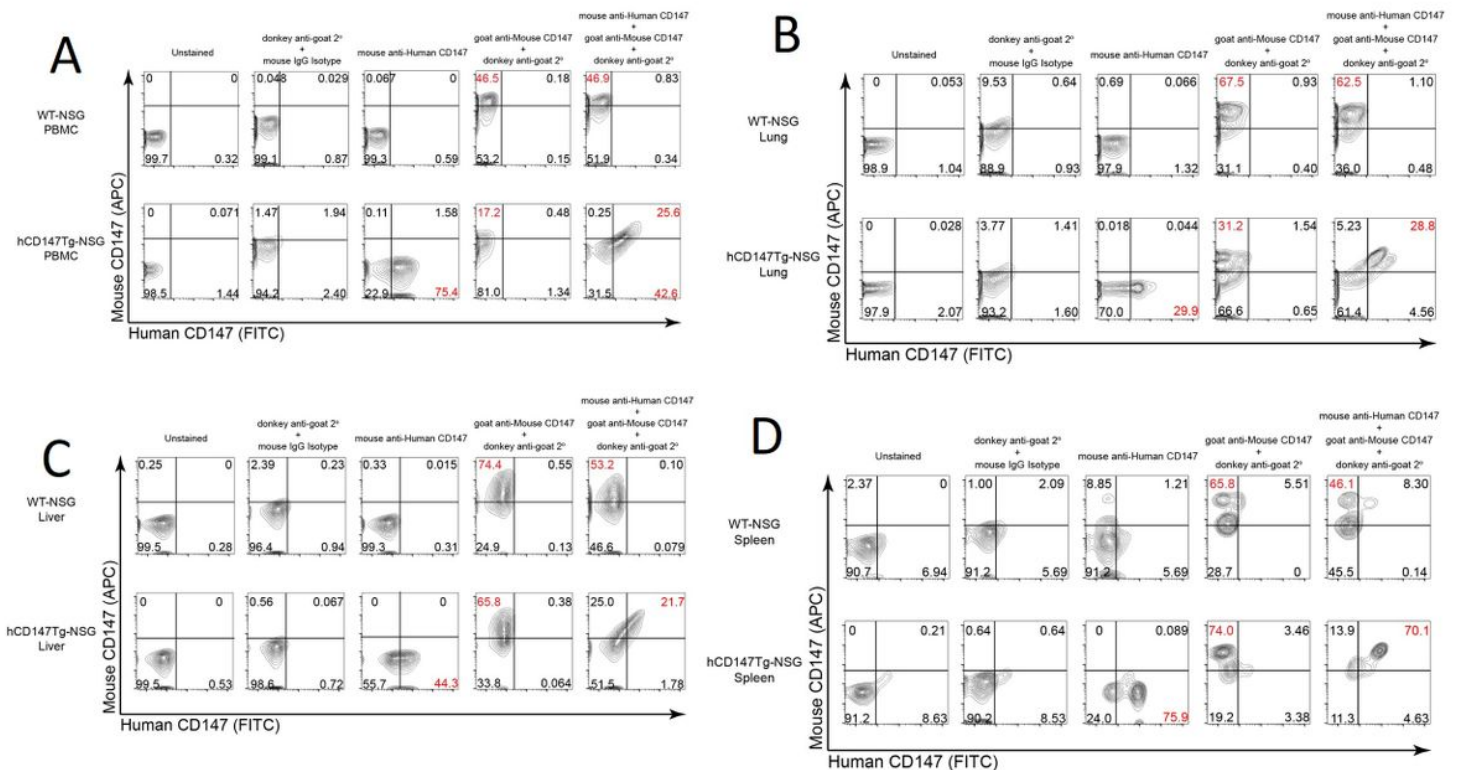 A
Unstained
donkey anti-goat 2º
+
mouse IgG Isotype
mouse anti-Human CD147
goat anti-Mouse CD147
+
donkey anti-goat 2º
mouse anti-Human CD147
+
goat anti-Mouse CD147
+
donkey anti-goat 2º
WT-NSG
PBMC
0 0
99.7 0.32
0.048 0.029
99.1 0.87
0.067 0
99.3 0.59
46.5 0.18
53.2 0.15
46.9 0.83
51.9 0.34
hCD147Tg-NSG
PBMC
0 0.071
98.5 1.44
1.47 1.94
94.2 2.40
0.11 1.58
22.9 75.4
17.2 0.48
81.0 1.34
0.25 25.6
31.5 42.6
Mouse CD147 (APC)
Human CD147 (FITC)
B
Unstained
donkey anti-goat 2º
+
mouse IgG Isotype
mouse anti-Human CD147
goat anti-Mouse CD147
+
donkey anti-goat 2º
mouse anti-Human CD147
+
goat anti-Mouse CD147
+
donkey anti-goat 2º
WT-NSG
Lung
0 0.053
98.9 1.04
9.53 0.64
88.9 0.93
0.69 0.066
97.9 1.32
67.5 0.93
31.1 0.40
62.5 1.10
36.0 0.48
hCD147Tg-NSG
Lung
0 0.028
97.9 2.07
3.77 1.41
93.2 1.60
0.018 0.044
70.0 29.9
31.2 1.54
66.6 0.65
5.23 28.8
61.4 4.56
Mouse CD147 (APC)
Human CD147 (FITC)
C
Unstained
donkey anti-goat 2º
+
mouse IgG Isotype
mouse anti-Human CD147
goat anti-Mouse CD147
+
donkey anti-goat 2º
mouse anti-Human CD147
+
goat anti-Mouse CD147
+
donkey anti-goat 2º
WT-NSG
Liver
0.25 0
99.5 0.28
2.39 0.23
96.4 0.94
0.33 0.015
99.3 0.31
74.4 0.55
24.9 0.13
53.2 0.10
46.6 0.079
hCD147Tg-NSG
Liver
0 0
99.5 0.53
0.56 0.067
98.6 0.72
0 0
55.7 44.3
65.8 0.38
33.8 0.064
25.0 21.7
51.5 1.78
Mouse CD147 (APC)
Human CD147 (FITC)
D
Unstained
donkey anti-goat 2º
+
mouse IgG Isotype
mouse anti-Human CD147
goat anti-Mouse CD147
+
donkey anti-goat 2º
mouse anti-Human CD147
+
goat anti-Mouse CD147
+
donkey anti-goat 2º
WT-NSG
Spleen
2.37 0
90.7 6.94
1.00 2.09
91.2 5.69
8.85 1.21
91.2 5.69
65.8 5.51
28.7 0
46.1 8.30
45.5 0.14
hCD147Tg-NSG
Spleen
0 0.21
91.2 8.63
0.64 0.64
90.2 8.53
0 0.089
24.0 75.9
74.0 3.46
19.2 3.38
13.9 70.1
11.3 4.63
Mouse CD147 (APC)
Human CD147 (FITC)